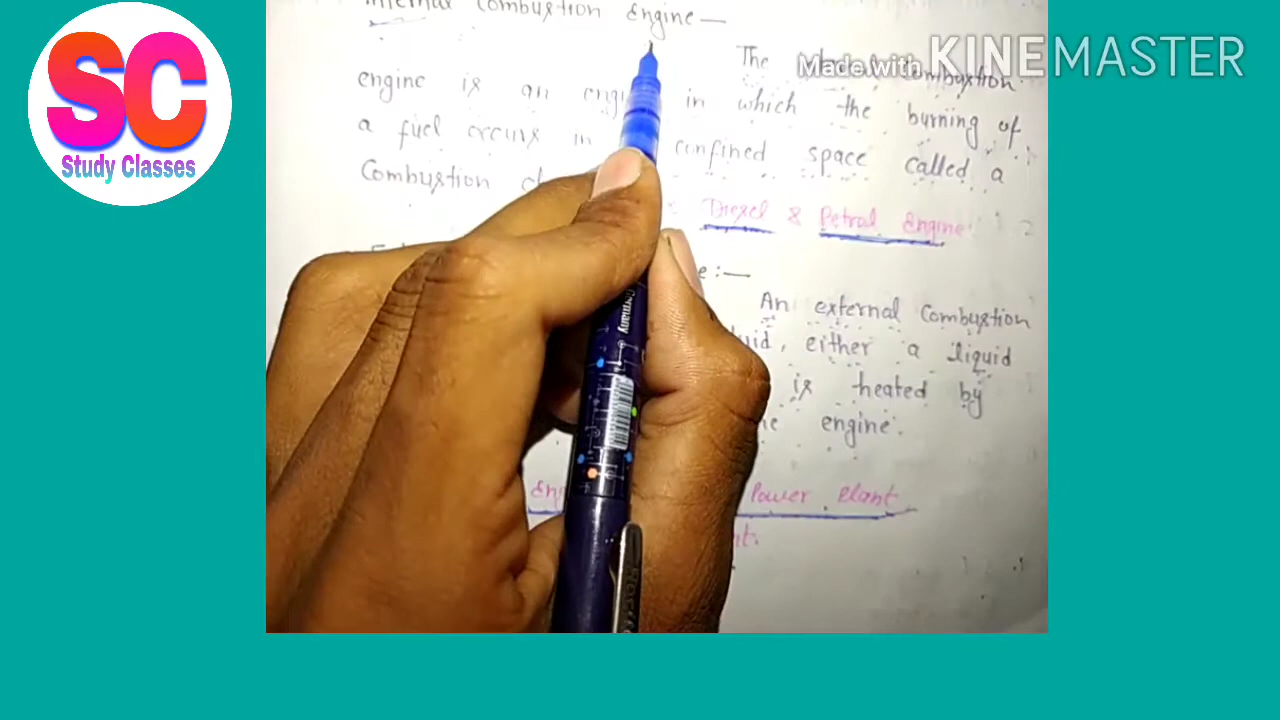 SC
Study Classes
Made with KINEMASTER
Internal Combustion Engine —
The Combustion
engine is an in which the burning of
a fuel occurs in confined space called a
Combustion
Diesel & Petrol Engine
e :—
An external Combustion
either a liquid
is heated by
engine.
Power Plant
Germany